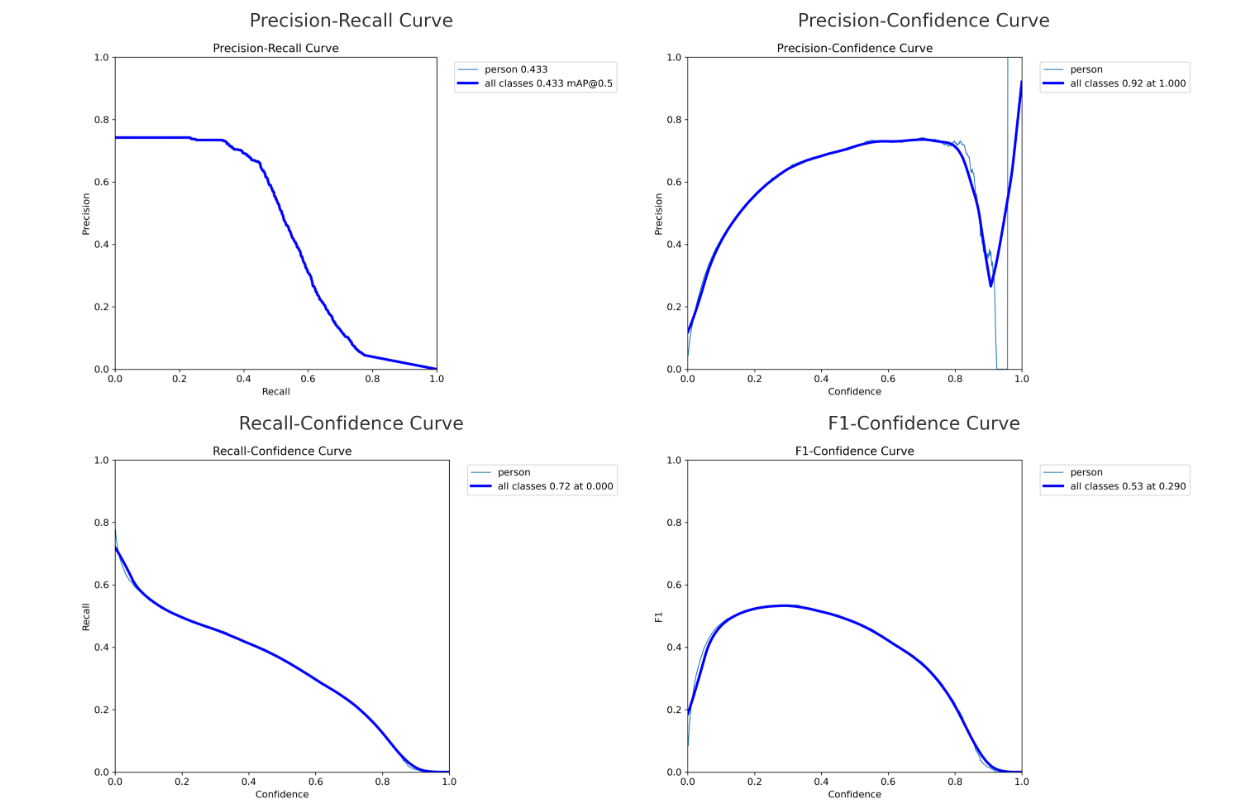 Precision-Recall Curve
Precision-Recall Curve
person 0.433
all classes 0.433 mAP@0.5
1.0
0.8
0.6
0.4
0.2
0.0
Precision
0.0 0.2 0.4 0.6 0.8 1.0
Recall
Precision-Confidence Curve
Precision-Confidence Curve
person
all classes 0.92 at 1.000
1.0
0.8
0.6
0.4
0.2
0.0
Precision
0.0 0.2 0.4 0.6 0.8 1.0
Confidence
Recall-Confidence Curve
Recall-Confidence Curve
person
all classes 0.72 at 0.000
1.0
0.8
0.6
0.4
0.2
0.0
Recall
0.0 0.2 0.4 0.6 0.8 1.0
Confidence
F1-Confidence Curve
F1-Confidence Curve
person
all classes 0.53 at 0.290
1.0
0.8
0.6
0.4
0.2
0.0
F1
0.0 0.2 0.4 0.6 0.8 1.0
Confidence